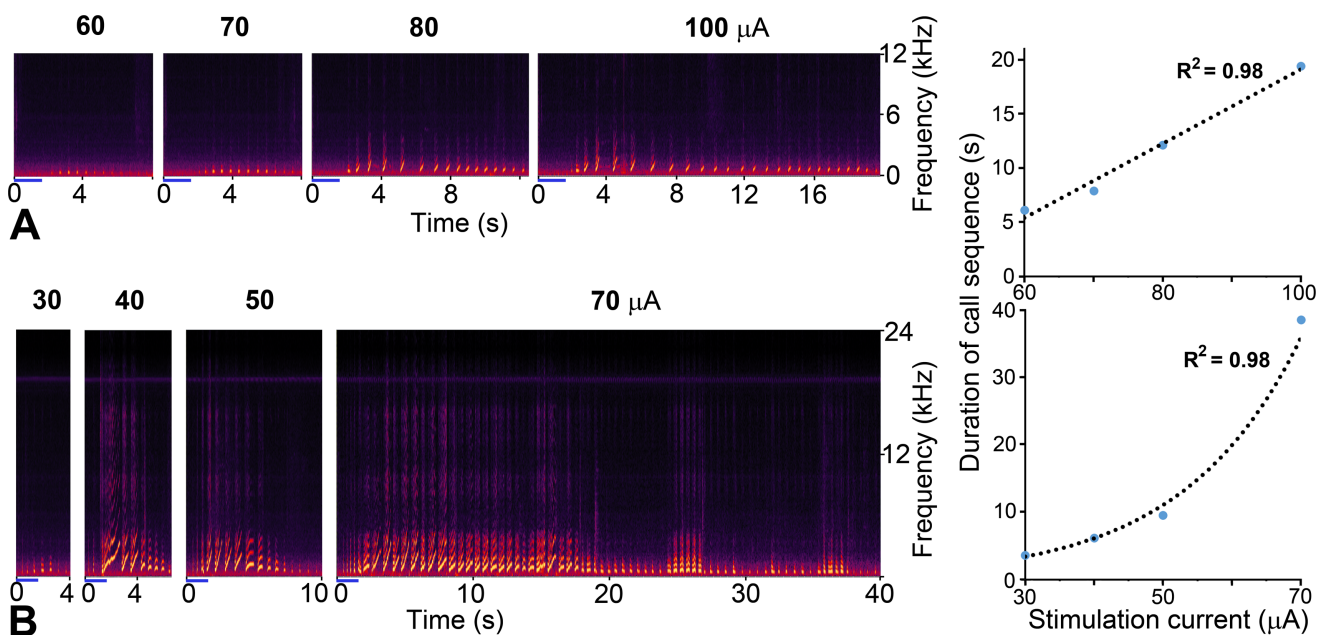 60 70 80 100 μA
12
6
0
Frequency (kHz)
0 4 0 4 0 4 8 0 4 8 12 16
Time (s)
A
30 40 50 70 μA
24
12
Frequency (kHz)
0 4 0 4 0 10 0 10 20 30 40
Time (s)
B
Duration of call sequence (s)
20
15
10
5
0
R² = 0.98
60 80 100
40
30
20
10
0
R² = 0.98
30 50 70
Stimulation current (μA)